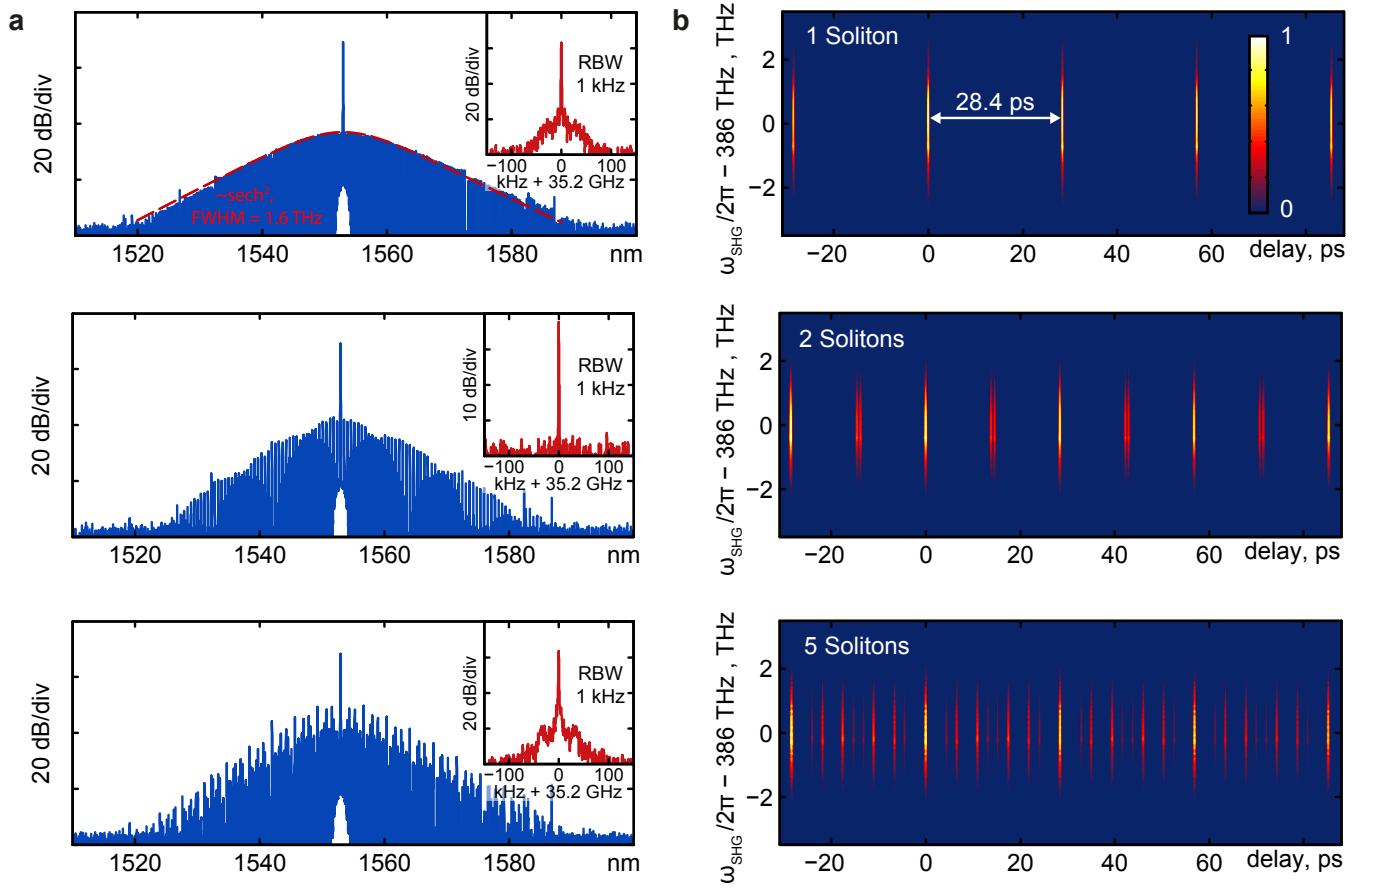 a
20 dB/div
~sech²,
FWHM = 1.6 THz
20 dB/div
RBW
1 kHz
−100 0 100
kHz + 35.2 GHz
1520 1540 1560 1580 nm
20 dB/div
10 dB/div
RBW
1 kHz
−100 0 100
kHz + 35.2 GHz
1520 1540 1560 1580 nm
20 dB/div
20 dB/div
RBW
1 kHz
−100 0 100
kHz + 35.2 GHz
1520 1540 1560 1580 nm
b
ω_SHG/2π − 386 THz , THz
2
0
−2
1 Soliton
28.4 ps
1
0
−20 0 20 40 60 delay, ps
ω_SHG/2π − 386 THz , THz
2
0
−2
2 Solitons
−20 0 20 40 60 delay, ps
ω_SHG/2π − 386 THz , THz
2
0
−2
5 Solitons
−20 0 20 40 60 delay, ps